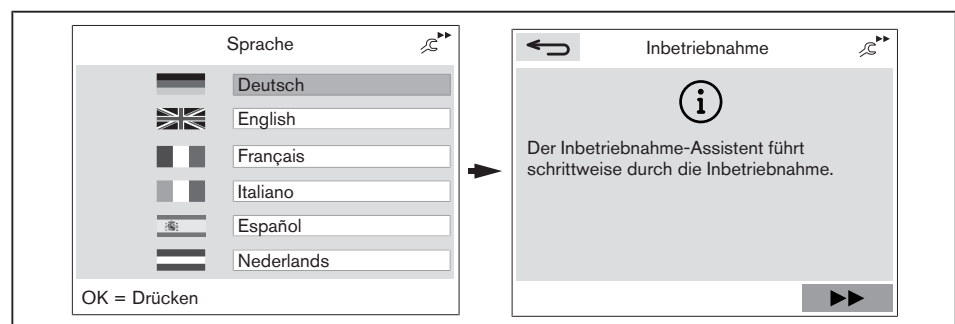 Sprache
Deutsch
English
Français
Italiano
Español
Nederlands
OK = Drücken
Inbetriebnahme
i
Der Inbetriebnahme-Assistent führt
schrittweise durch die Inbetriebnahme.